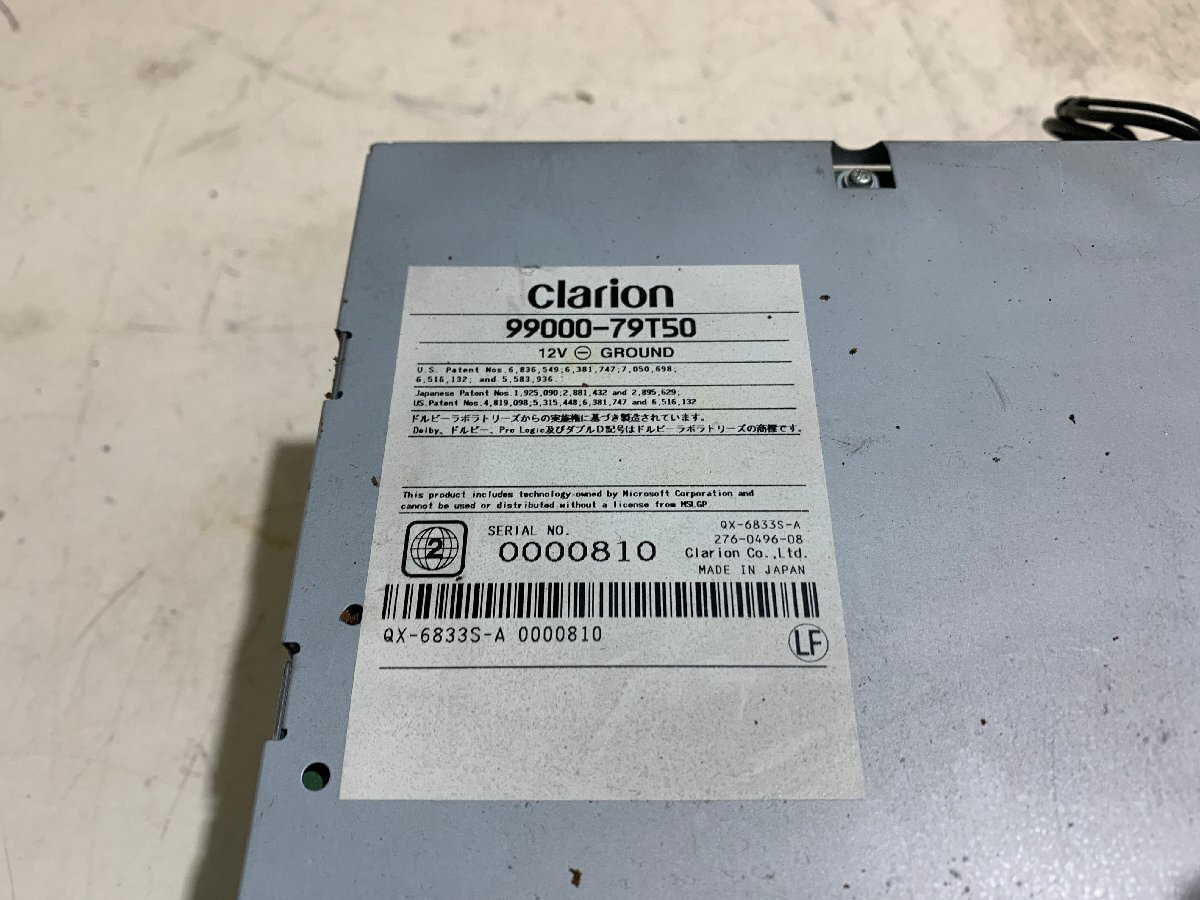 clarion
99000-79T50
12V ⊖ GROUND
U.S. Patent Nos.6,836,549;6,381,747;7,050,698;
6,516,132; and 5,583,936.
Japanese Patent Nos.1,925,090;2,881,432 and 2,895,629;
US.Patent Nos.4,819,098;5,315,448;6,381,747 and 6,516,132
ドルビーラボラトリーズからの実施権に基づき製造されています。
Dolby、ドルビー、Pro Logic及びダブルD記号はドルビーラボラトリーズの商標です。
This product includes technology owned by Microsoft Corporation and
cannot be used or distributed without a license from MSLGP
2
SERIAL NO.
0000810
QX-6833S-A
276-0496-08
Clarion Co.,Ltd.
MADE IN JAPAN
QX-6833S-A 0000810
LF